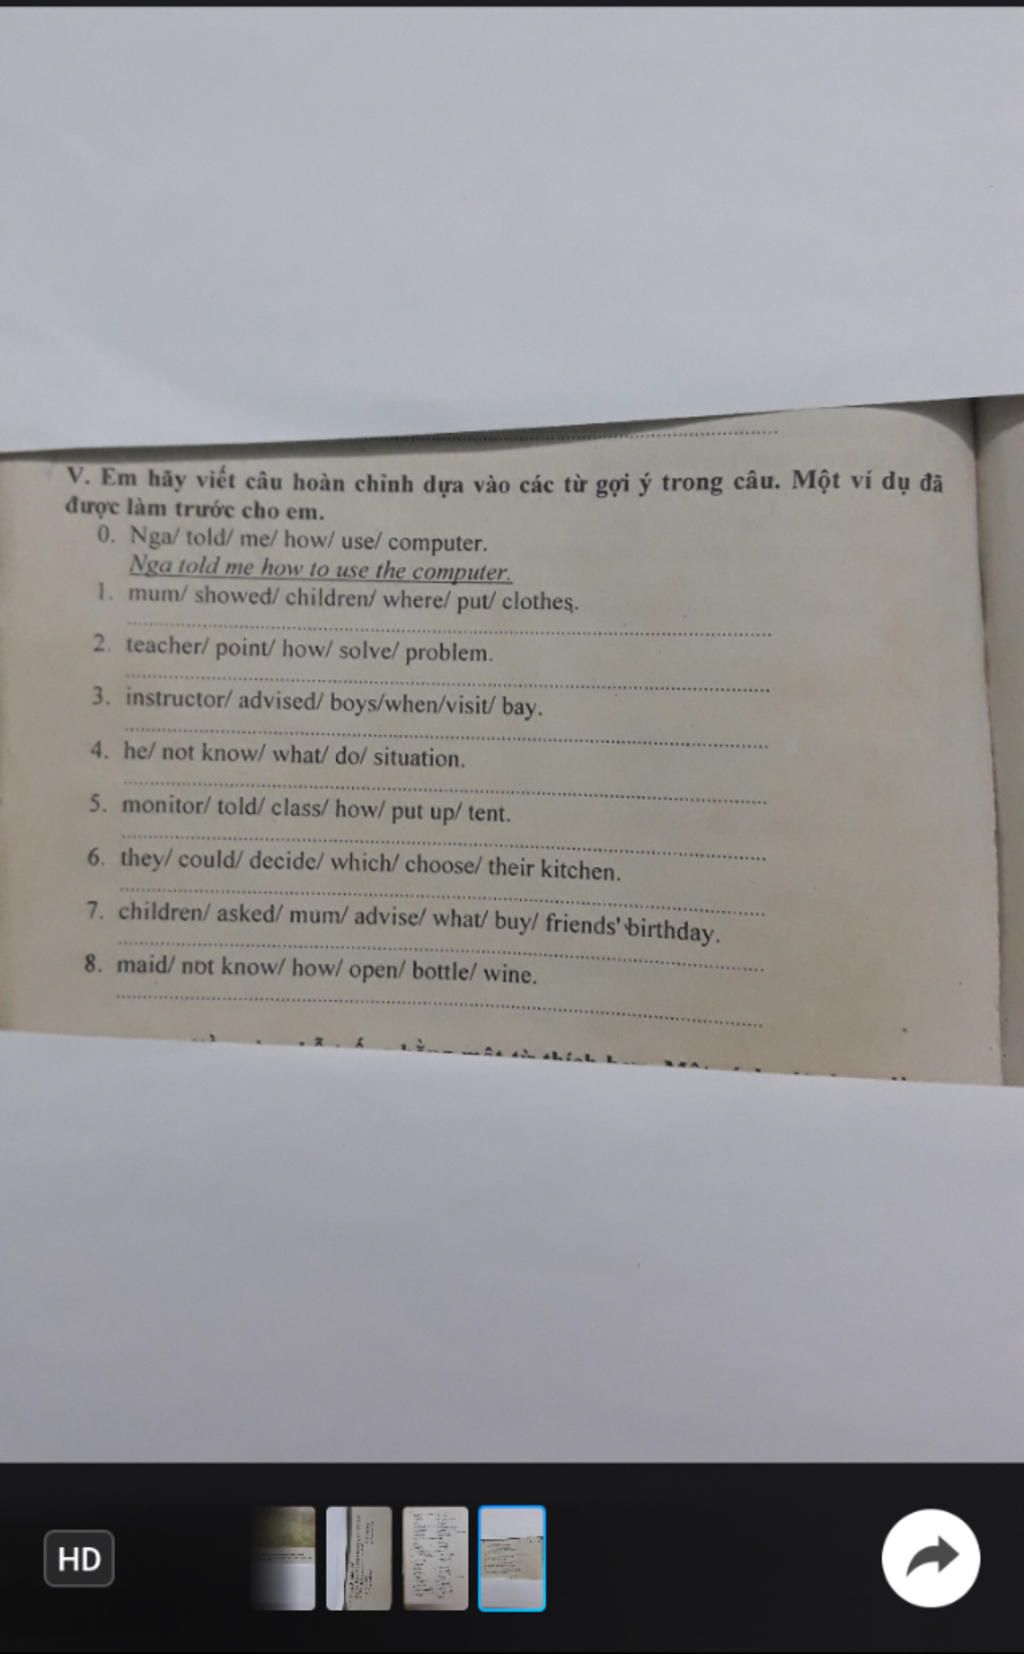 V. Em hãy viết câu hoàn chỉnh dựa vào các từ gợi ý trong câu. Một ví dụ đã
được làm trước cho em.
0. Nga/ told/ me/ how/ use/ computer.
Nga told me how to use the computer.
1. mum/ showed/ children/ where/ put/ clothes.
2. teacher/ point/ how/ solve/ problem.
3. instructor/ advised/ boys/when/visit/ bay.
4. he/ not know/ what/ do/ situation.
5. monitor/ told/ class/ how/ put up/ tent.
6. they/ could/ decide/ which/ choose/ their kitchen.
7. children/ asked/ mum/ advise/ what/ buy/ friends' birthday.
8. maid/ not know/ how/ open/ bottle/ wine.
HD